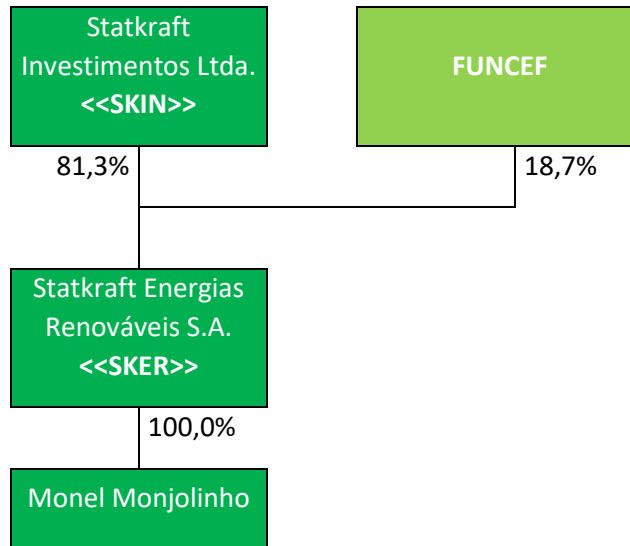 Statkraft
Investimentos Ltda.
<<SKIN>>
FUNCEF
81,3%
18,7%
Statkraft Energias
Renováveis S.A.
<<SKER>>
100,0%
Monel Monjolinho